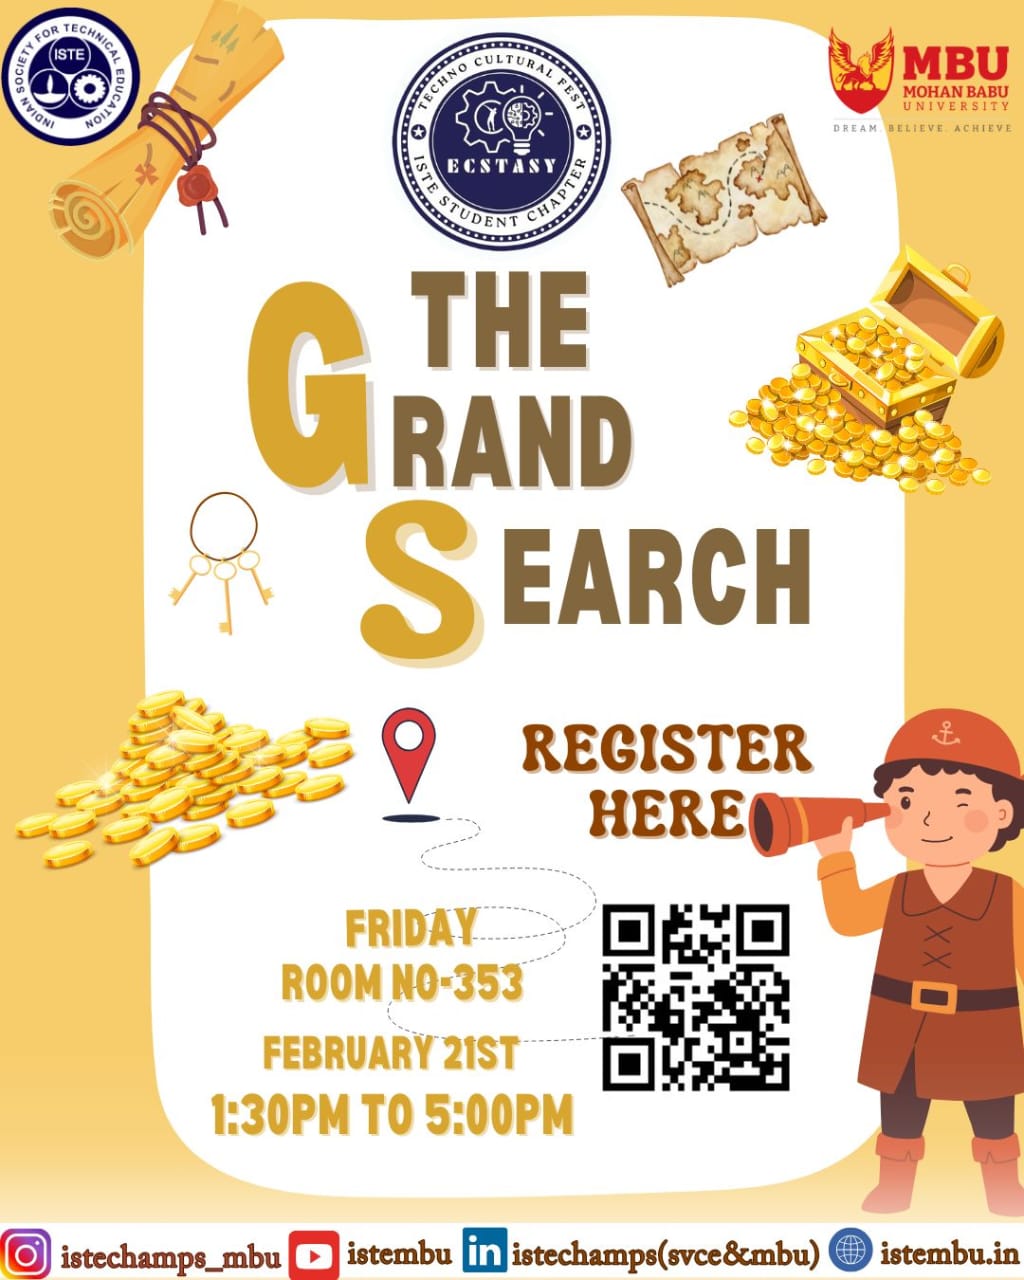 INDIAN SOCIETY FOR TECHNICAL EDUCATION
ISTE
TECHNO CULTURAL FEST
ECSTASY
ISTE STUDENT CHAPTER
MBU
MOHAN BABU
UNIVERSITY
DREAM. BELIEVE. ACHIEVE
THE
GRAND
SEARCH
REGISTER
HERE
FRIDAY
ROOM NO-353
FEBRUARY 21ST
1:30PM TO 5:00PM
istechamps_mbu istembu in istechamps(svce&mbu) istembu.in